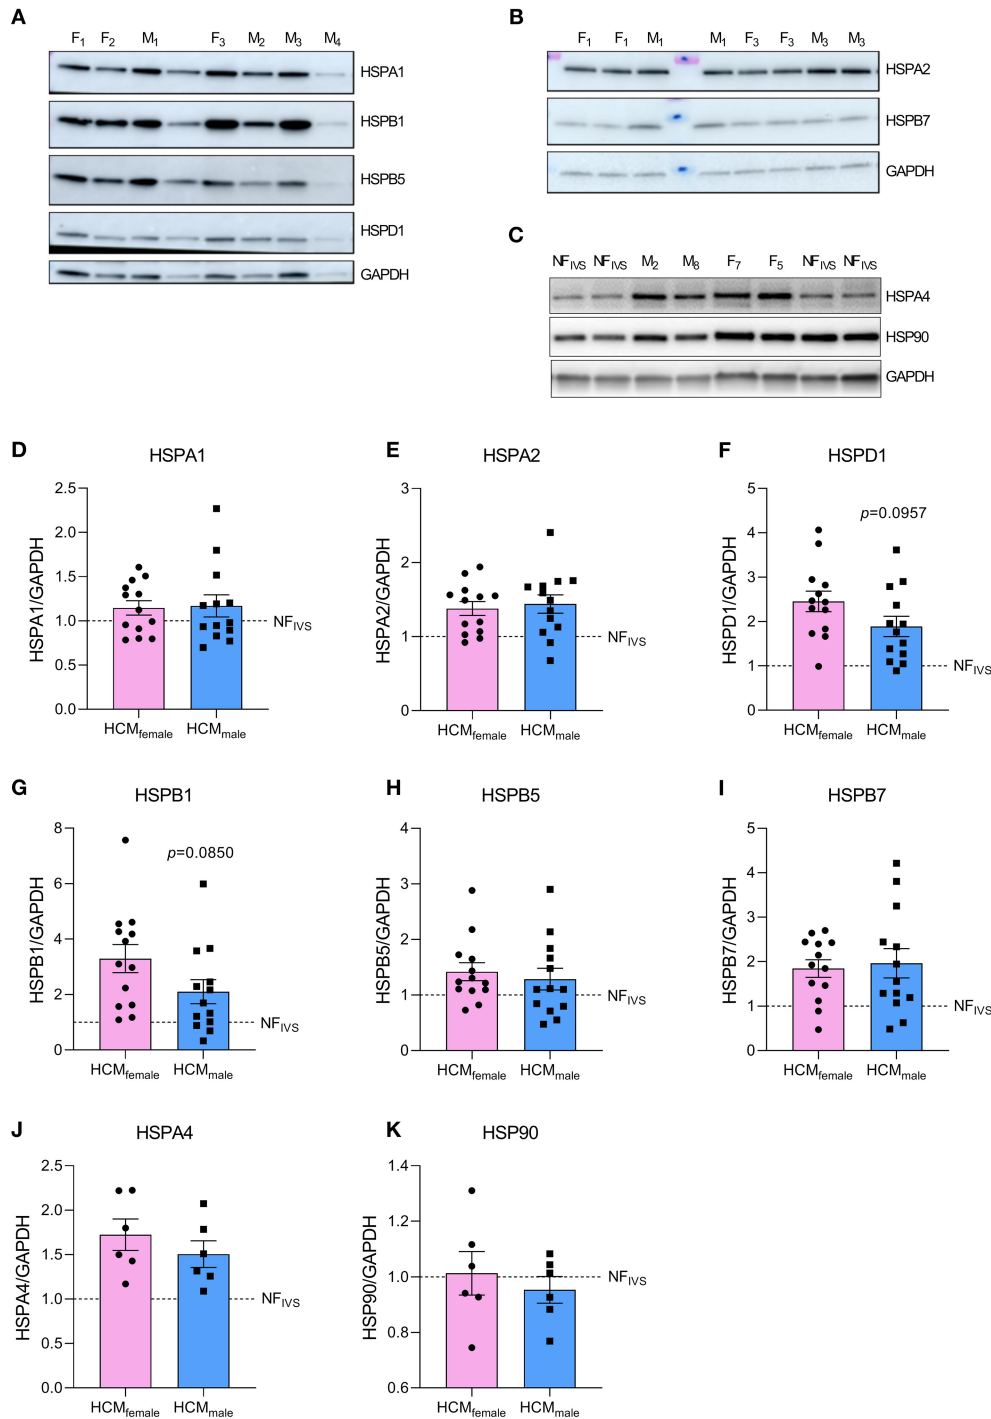 A
F1 F2 M1 F3 M2 M3 M4
HSPA1
HSPB1
HSPB5
HSPD1
GAPDH
B
F1 F1 M1 M1 F3 F3 M3 M3
HSPA2
HSPB7
GAPDH
C
NFIVS NFIVS M2 M8 F7 F5 NFIVS NFIVS
HSPA4
HSP90
GAPDH
D
HSPA1
HSPA1/GAPDH
2.5
2.0
1.5
1.0
0.5
0.0
NFIVS
HCMfemale HCMmale
E
HSPA2
HSPA2/GAPDH
3
2
1
0
NFIVS
HCMfemale HCMmale
F
HSPD1
HSPD1/GAPDH
5
4
3
2
1
0
p=0.0957
NFIVS
HCMfemale HCMmale
G
HSPB1
HSPB1/GAPDH
8
6
4
2
0
p=0.0850
NFIVS
HCMfemale HCMmale
H
HSPB5
HSPB5/GAPDH
4
3
2
1
0
NFIVS
HCMfemale HCMmale
I
HSPB7
HSPB7/GAPDH
5
4
3
2
1
0
NFIVS
HCMfemale HCMmale
J
HSPA4
HSPA4/GAPDH
2.5
2.0
1.5
1.0
0.5
0.0
NFIVS
HCMfemale HCMmale
K
HSP90
HSP90/GAPDH
1.4
1.2
1.0
0.8
0.6
NFIVS
HCMfemale HCMmale